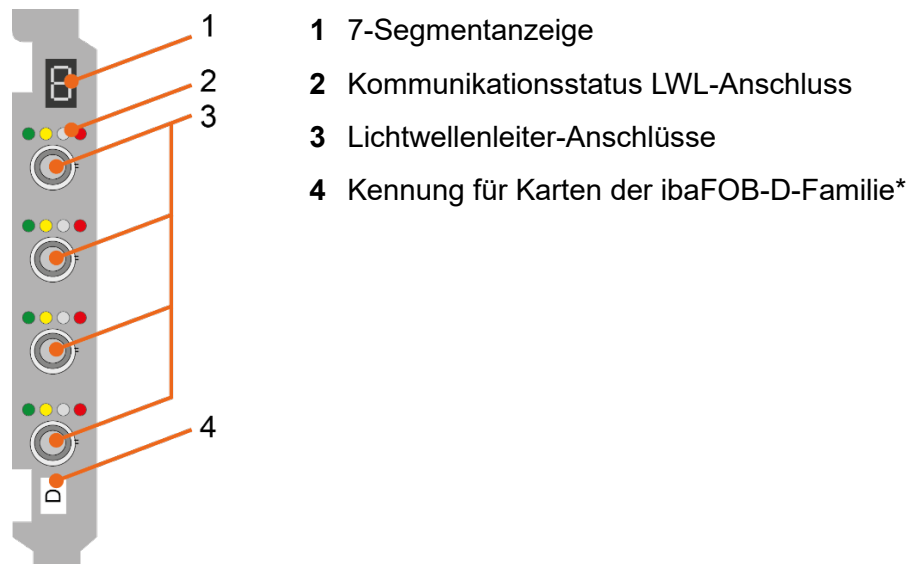 1
2
3
4
D
1 7-Segmentanzeige
2 Kommunikationsstatus LWL-Anschluss
3 Lichtwellenleiter-Anschlüsse
4 Kennung für Karten der ibaFOB-D-Familie*